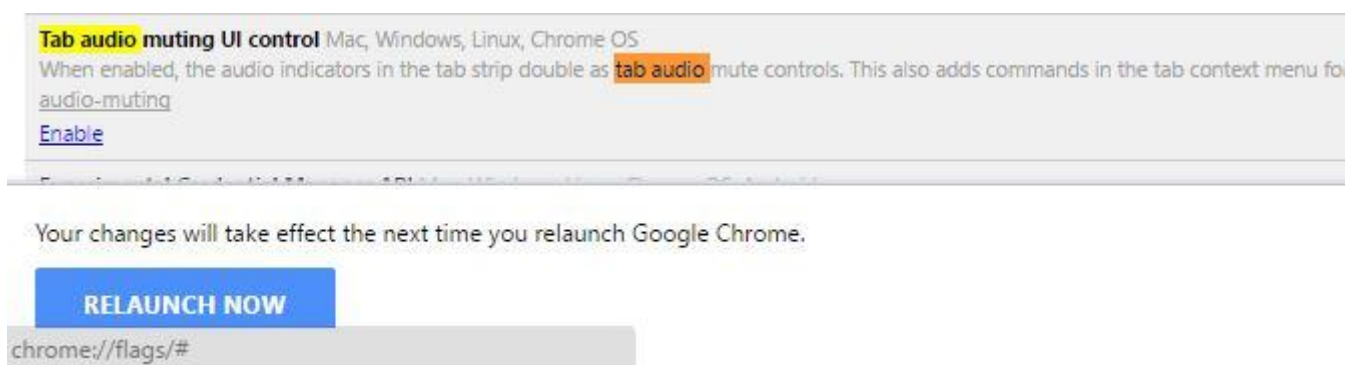 Tab audio muting UI control Mac, Windows, Linux, Chrome OS
When enabled, the audio indicators in the tab strip double as tab audio mute controls. This also adds commands in the tab context menu for
audio-muting
Enable
Your changes will take effect the next time you relaunch Google Chrome.
RELAUNCH NOW
chrome://flags/#